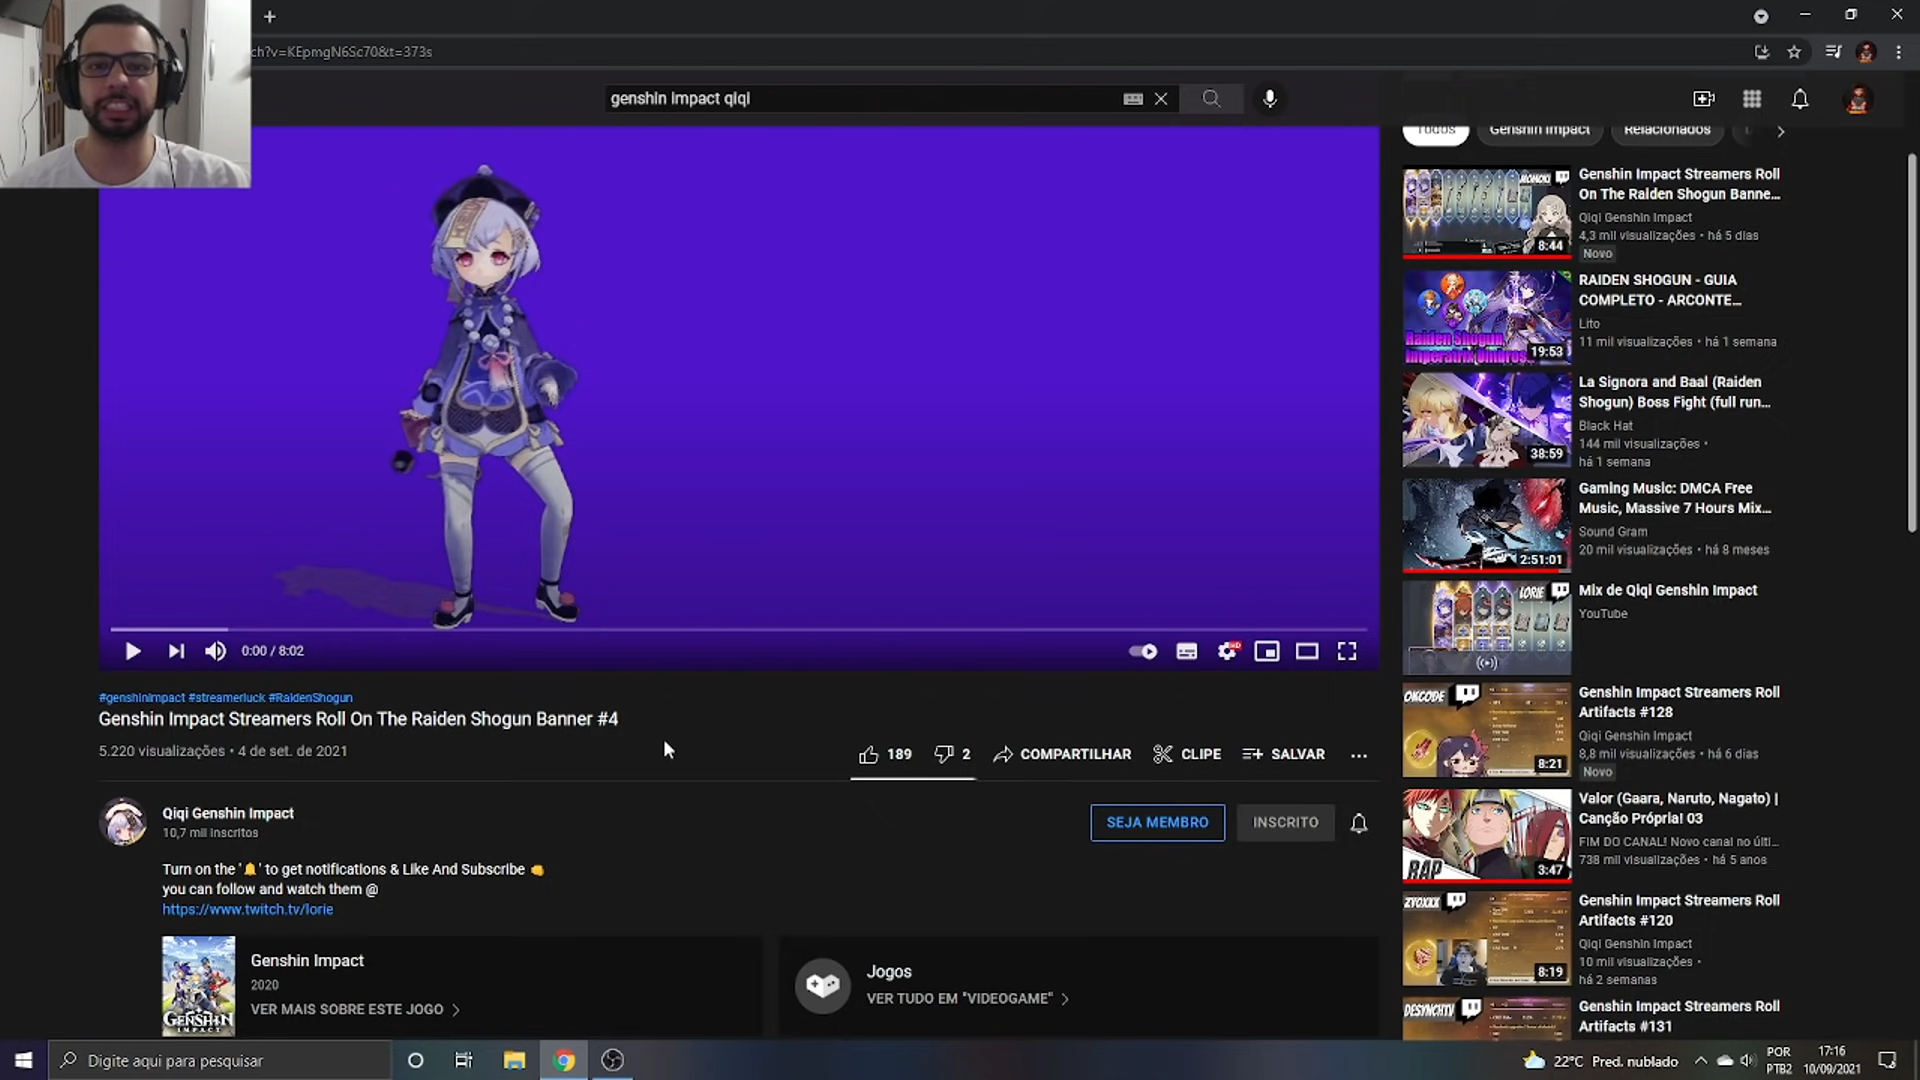 ch?v=KEpmgN6Sc70&t=373s
genshin impact qiqi
Todos
Genshin Impact
Relacionados
0:00 / 8:02
#genshinimpact #streamerluck #RaidenShogun
Genshin Impact Streamers Roll On The Raiden Shogun Banner #4
5.220 visualizações • 4 de set. de 2021
189
2
COMPARTILHAR
CLIPE
SALVAR
Qiqi Genshin Impact
10,7 mil inscritos
SEJA MEMBRO
INSCRITO
Turn on the '🔔' to get notifications & Like And Subscribe
you can follow and watch them @
https://www.twitch.tv/lorie
GENSHIN
IMPACT
Genshin Impact
2020
VER MAIS SOBRE ESTE JOGO
Jogos
VER TUDO EM "VIDEOGAME"
MOMOKI
8:44
Genshin Impact Streamers Roll
On The Raiden Shogun Banne...
Qiqi Genshin Impact
4,3 mil visualizações • há 5 dias
Novo
Raiden Shogun,
Imperatrix Umbrosa
19:53
RAIDEN SHOGUN - GUIA
COMPLETO - ARCONTE...
Lito
11 mil visualizações • há 1 semana
38:59
La Signora and Baal (Raiden
Shogun) Boss Fight (full run...
Black Hat
144 mil visualizações •
há 1 semana
2:51:01
Gaming Music: DMCA Free
Music, Massive 7 Hours Mix...
Sound Gram
20 mil visualizações • há 8 meses
LORIE
Mix de Qiqi Genshin Impact
YouTube
OKCODE
8:21
Genshin Impact Streamers Roll
Artifacts #128
Qiqi Genshin Impact
8,8 mil visualizações • há 6 dias
Novo
RAP
3:47
Valor (Gaara, Naruto, Nagato) |
Canção Própria! 03
FIM DO CANAL! Novo canal no últi...
738 mil visualizações • há 5 anos
ZYOXXX
8:19
Genshin Impact Streamers Roll
Artifacts #120
Qiqi Genshin Impact
10 mil visualizações •
há 2 semanas
DESYNCHTV
Genshin Impact Streamers Roll
Artifacts #131
Digite aqui para pesquisar
22°C Pred. nublado
POR
PTB2
17:16
10/09/2021